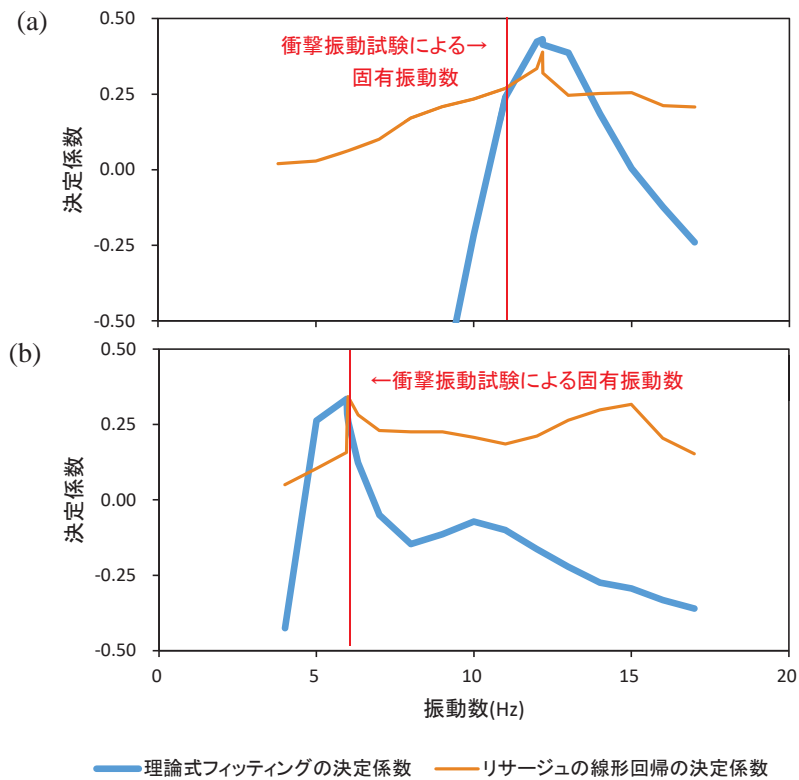 (a)
0.50
0.25
0.00
-0.25
-0.50
決定係数
衝撃振動試験による→
固有振動数
5
10
15
20
(b)
0.50
0.25
0.00
-0.25
-0.50
決定係数
←衝撃振動試験による固有振動数
0
5
10
15
20
振動数(Hz)
理論式フィッティングの決定係数
リサージュの線形回帰の決定係数